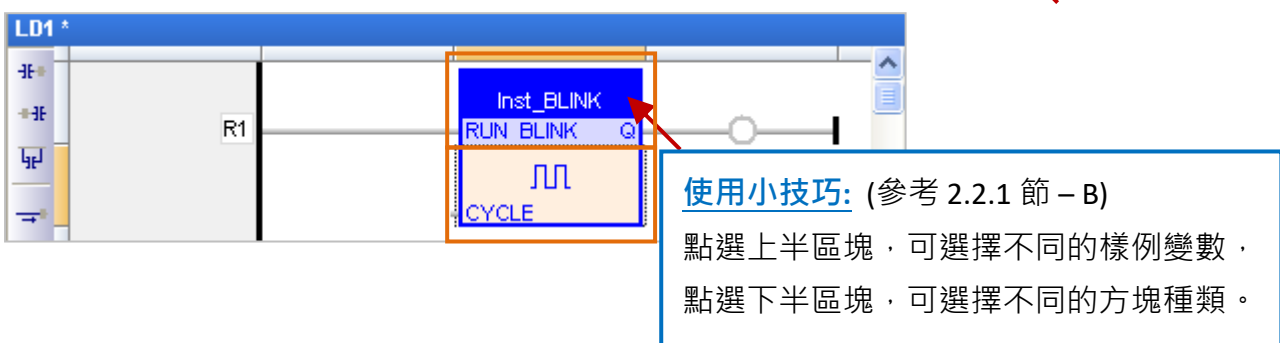 LD1 *
Inst_BLINK
R1
RUN BLINK Q
CYCLE
使用小技巧: (參考 2.2.1 節 – B)
點選上半區塊，可選擇不同的樣例變數，
點選下半區塊，可選擇不同的方塊種類。